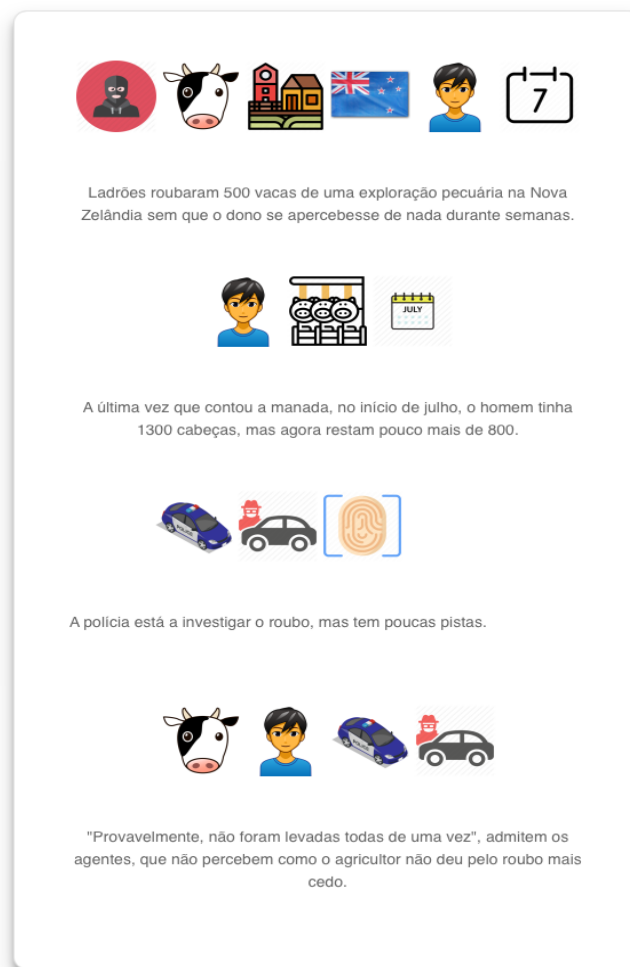 7
Ladrões roubaram 500 vacas de uma exploração pecuária na Nova
Zelândia sem que o dono se apercebesse de nada durante semanas.
JULY
A última vez que contou a manada, no início de julho, o homem tinha
1300 cabeças, mas agora restam pouco mais de 800.
POLICE
A polícia está a investigar o roubo, mas tem poucas pistas.
POLICE
"Provavelmente, não foram levadas todas de uma vez", admitem os
agentes, que não percebem como o agricultor não deu pelo roubo mais
cedo.